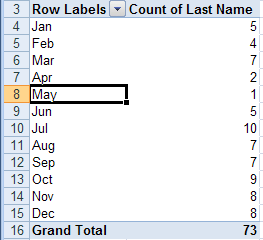 3 Row Labels Count of Last Name
4 Jan 5
5 Feb 4
6 Mar 7
7 Apr 2
8 May 1
9 Jun 5
10 Jul 10
11 Aug 7
12 Sep 7
13 Oct 9
14 Nov 8
15 Dec 8
16 Grand Total 73